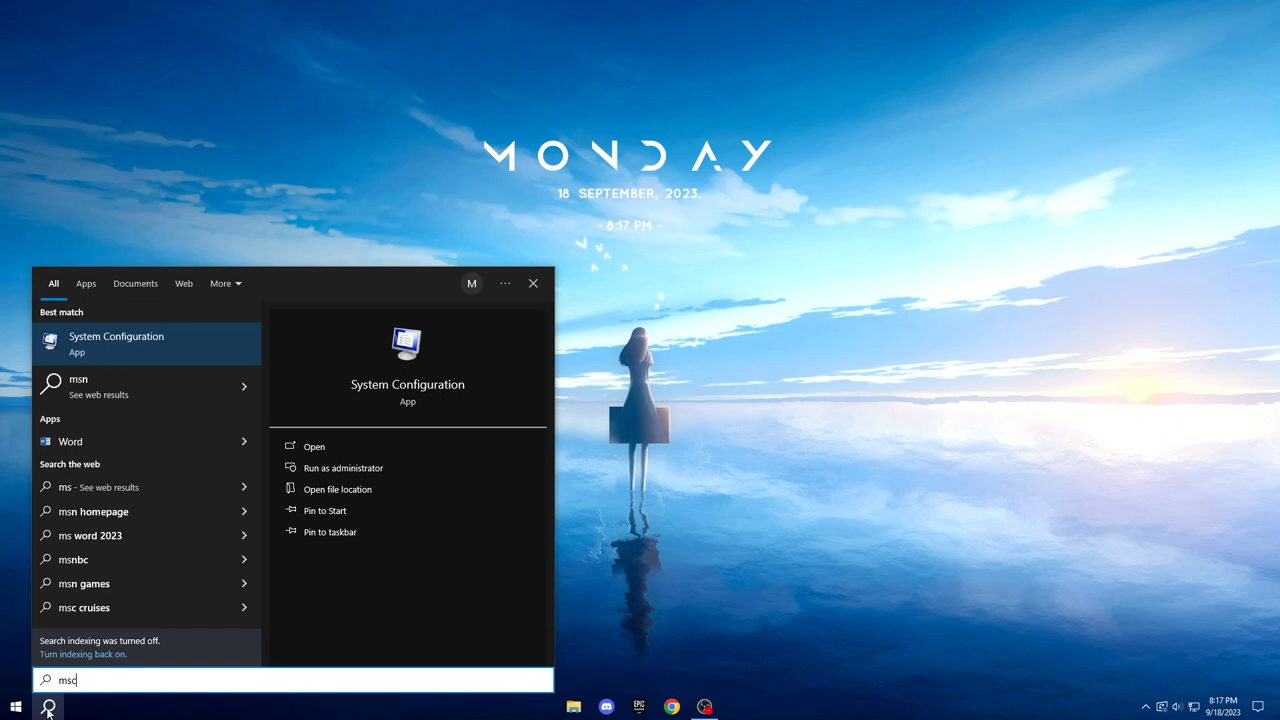 MONDAY
18 SEPTEMBER, 2023.
- 8:17 PM -
All Apps Documents Web More M ...
Best match
System Configuration
App
msn
See web results
Apps
Word
Search the web
ms - See web results
msn homepage
ms word 2023
msnbc
msn games
msc cruises
Search indexing was turned off.
Turn indexing back on.
msc
System Configuration
App
Open
Run as administrator
Open file location
Pin to Start
Pin to taskbar
EPIC
GAMES
8:17 PM
9/18/2023